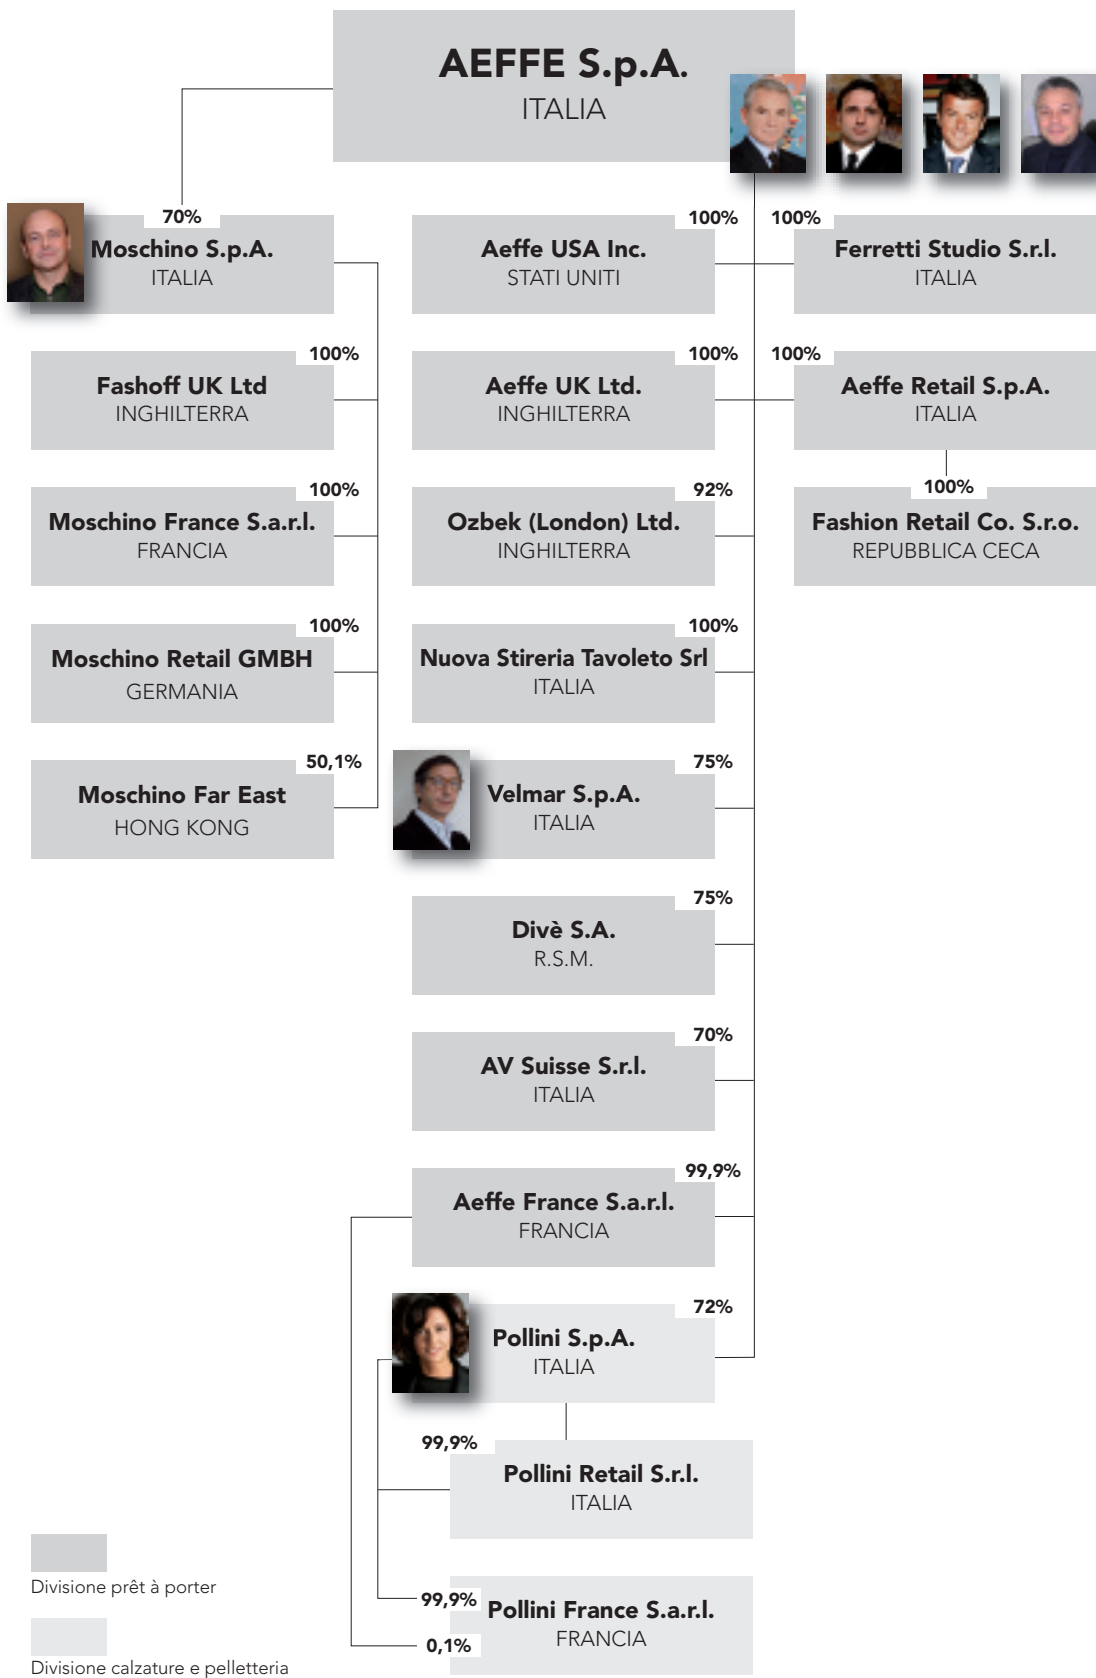 AEFFE S.p.A.
ITALIA
70%
Moschino S.p.A.
ITALIA
100%
Fashoff UK Ltd
INGHILTERRA
100%
Moschino France S.a.r.l.
FRANCIA
100%
Moschino Retail GMBH
GERMANIA
50,1%
Moschino Far East
HONG KONG
100%
Aeffe USA Inc.
STATI UNITI
100%
Aeffe UK Ltd.
INGHILTERRA
92%
Ozbek (London) Ltd.
INGHILTERRA
100%
Nuova Stireria Tavoleto Srl
ITALIA
75%
Velmar S.p.A.
ITALIA
75%
Divè S.A.
R.S.M.
70%
AV Suisse S.r.l.
ITALIA
99,9%
Aeffe France S.a.r.l.
FRANCIA
72%
Pollini S.p.A.
ITALIA
99,9%
Pollini Retail S.r.l.
ITALIA
99,9%
Pollini France S.a.r.l.
FRANCIA
0,1%
100%
Ferretti Studio S.r.l.
ITALIA
100%
Aeffe Retail S.p.A.
ITALIA
100%
Fashion Retail Co. S.r.o.
REPUBBLICA CECA
Divisione prêt à porter
Divisione calzature e pelletteria